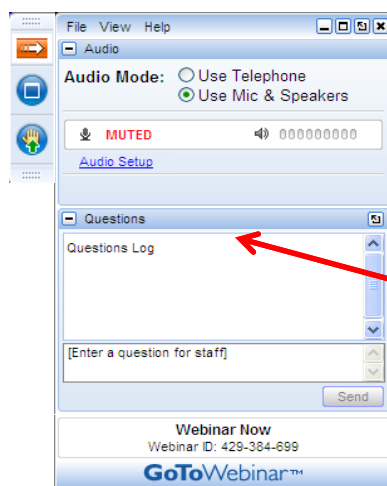 File View Help
Audio
Audio Mode: Use Telephone
Use Mic & Speakers
MUTED 000000000
Audio Setup
Questions
Questions Log
[Enter a question for staff]
Send
Webinar Now
Webinar ID: 429-384-699
GoToWebinar™